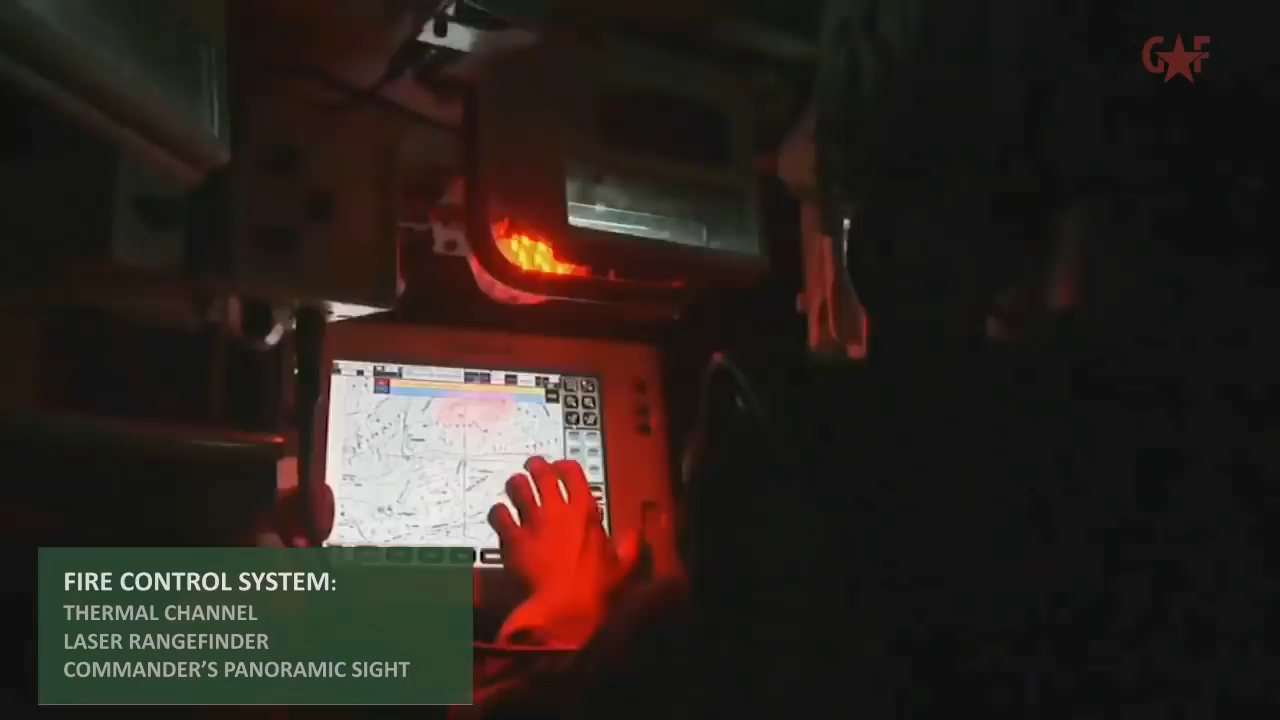 G★F
FIRE CONTROL SYSTEM:
THERMAL CHANNEL
LASER RANGEFINDER
COMMANDER'S PANORAMIC SIGHT